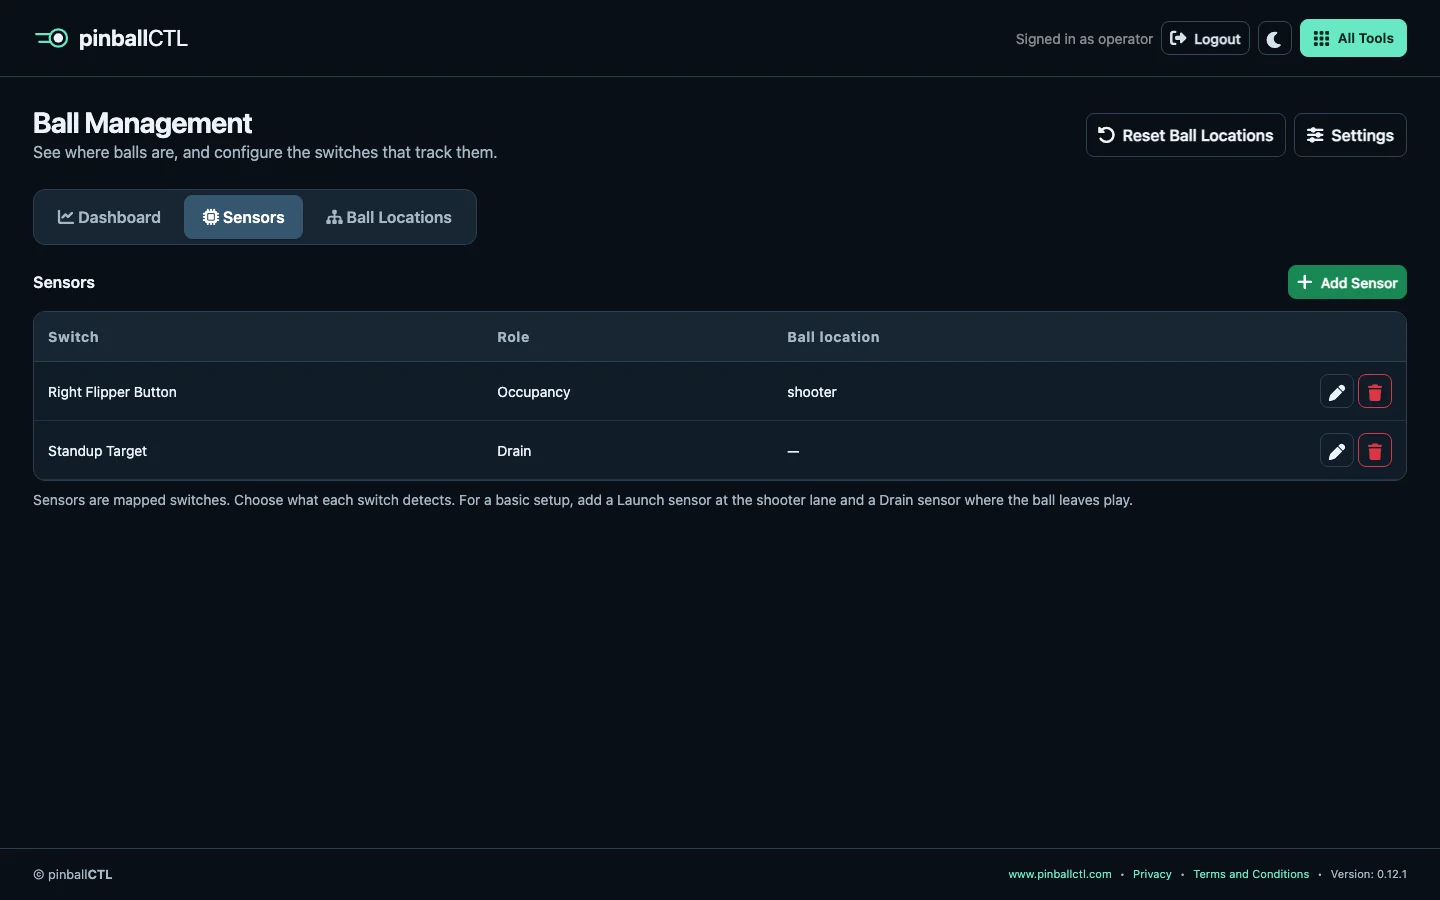 pinballCTL
Signed in as operator
Logout
All Tools
Ball Management
See where balls are, and configure the switches that track them.
Reset Ball Locations
Settings
Dashboard
Sensors
Ball Locations
Sensors
Add Sensor
Switch Role Ball location
Right Flipper Button Occupancy shooter
Standup Target Drain —
Sensors are mapped switches. Choose what each switch detects. For a basic setup, add a Launch sensor at the shooter lane and a Drain sensor where the ball leaves play.
© pinballCTL
www.pinballctl.com • Privacy • Terms and Conditions • Version: 0.12.1